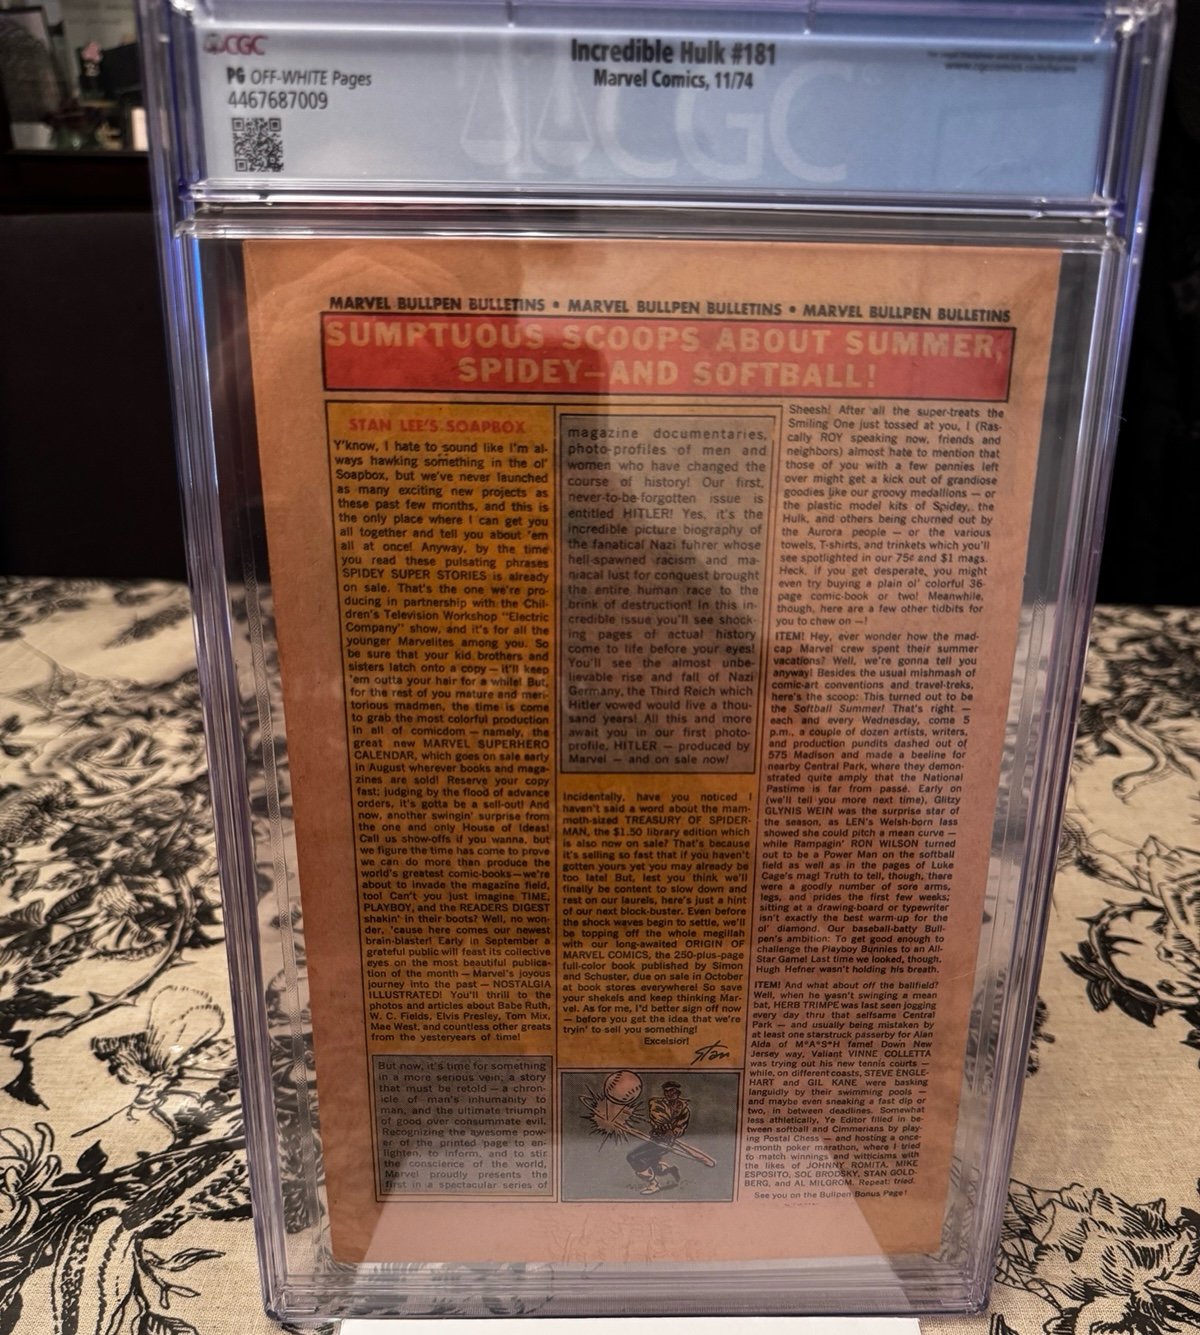 CGC
Incredible Hulk #181
PG OFF-WHITE Pages
Marvel Comics, 11/74
4467687009
CGC
MARVEL BULLPEN BULLETINS • MARVEL BULLPEN BULLETINS • MARVEL BULLPEN BULLETINS
SUMPTUOUS SCOOPS ABOUT SUMMER,
SPIDEY—AND SOFTBALL!
STAN LEE'S SOAPBOX
Y'know, I hate to sound like I'm al-
ways hawking something in the ol'
Soapbox, but we've never launched
as many exciting new projects as
these past few months, and this is
the only place where I can get you
all together and tell you about 'em
all at once! Anyway, by the time
you read these pulsating phrases
SPIDEY SUPER STORIES is already
on sale. That's the one we're pro-
ducing in partnership with the Chil-
dren's Television Workshop "Electric
Company" show, and it's for all the
younger Marvelites among you. So
be sure that your kid brothers and
sisters latch onto a copy — it'll keep
'em outta your hair for a while! But,
for the rest of you mature and meri-
torious madmen, the time is come
to grab the most colorful production
in all of comicdom — namely, the
great new MARVEL SUPERHERO
CALENDAR, which goes on sale early
in August wherever books and maga-
zines are sold! Reserve your copy
fast; judging by the flood of advance
orders, it's gotta be a sell-out! And
now, another swingin' surprise from
the one and only House of Ideas!
Call us show-offs if you wanna, but
we figure the time has come to prove
we can do more than produce the
world's greatest comic-books—we're
about to invade the magazine field,
too! Can't you just imagine TIME,
PLAYBOY, and the READERS DIGEST
shakin' in their boots? Well, no won-
der, 'cause here comes our newest
brain-blaster! Early in September a
grateful public will feast its collective
eyes on the most beautiful publica-
tion of the month — Marvel's joyous
journey into the past — NOSTALGIA
ILLUSTRATED! You'll thrill to the
photos and articles about Babe Ruth,
W. C. Fields, Elvis Presley, Tom Mix,
Mae West, and countless other greats
from the yesteryears of time!
But now, it's time for something
in a more serious vein; a story
that must be retold — a chron-
icle of man's inhumanity to
man, and the ultimate triumph
of good over consummate evil.
Recognizing the awesome pow-
er of the printed page to en-
lighten, to inform, and to stir
the conscience of the world,
Marvel proudly presents the
first in a spectacular series of
magazine documentaries,
photo-profiles of men and
women who have changed the
course of history! Our first,
never-to-be-forgotten issue is
entitled HITLER! Yes, it's the
incredible picture biography of
the fanatical Nazi fuhrer whose
hell-spawned racism and ma-
niacal lust for conquest brought
the entire human race to the
brink of destruction! In this in-
credible issue you'll see shock-
ing pages of actual history
come to life before your eyes!
You'll see the almost unbe-
lievable rise and fall of Nazi
Germany, the Third Reich which
Hitler vowed would live a thou-
sand years! All this and more
await you in our first photo-
profile, HITLER — produced by
Marvel — and on sale now!
Incidentally, have you noticed I
haven't said a word about the mam-
moth-sized TREASURY OF SPIDER-
MAN, the $1.50 library edition which
is also now on sale? That's because
it's selling so fast that if you haven't
gotten yours yet you may already be
too late! But, lest you think we'll
finally be content to slow down and
rest on our laurels, here's just a hint
of our next block-buster. Even before
the shock waves begin to settle, we'll
be topping off the whole megillah
with our long-awaited ORIGIN OF
MARVEL COMICS, the 250-plus-page
full-color book published by Simon
and Schuster, due on sale in October
at book stores everywhere! So save
your shekels and keep thinking Mar-
vel. As for me, I'd better sign off now
— before you get the idea that we're
tryin' to sell you something!
Excelsior!
Stan
Sheesh! After all the super-treats the
Smiling One just tossed at you, I (Ras-
cally ROY speaking now, friends and
neighbors) almost hate to mention that
those of you with a few pennies left
over might get a kick out of grandiose
goodies like our groovy medallions — or
the plastic model kits of Spidey, the
Hulk, and others being churned out by
the Aurora people — or the various
towels, T-shirts, and trinkets which you'll
see spotlighted in our 75¢ and $1 mags.
Heck, if you get desperate, you might
even try buying a plain ol' colorful 36-
page comic-book or two! Meanwhile,
though, here are a few other tidbits for
you to chew on —!
ITEM! Hey, ever wonder how the mad-
cap Marvel crew spent their summer
vacations? Well, we're gonna tell you
anyway! Besides the usual mishmash of
comic-art conventions and travel-treks,
here's the scoop: This turned out to be
the Softball Summer! That's right —
each and every Wednesday, come 5
p.m., a couple of dozen artists, writers,
and production pundits dashed out of
575 Madison and made a beeline for
nearby Central Park, where they demon-
strated quite amply that the National
Pastime is far from passé. Early on
(we'll tell you more next time), Glitzy
GLYNIS WEIN was the surprise star of
the season, as LEN's Welsh-born lass
showed she could pitch a mean curve —
while Rampagin' RON WILSON turned
out to be a Power Man on the softball
field as well as in the pages of Luke
Cage's mag! Truth to tell, though, there
were a goodly number of sore arms,
legs, and prides the first few weeks;
sitting at a drawing-board or typewriter
isn't exactly the best warm-up for the
ol' diamond. Our baseball-batty Bull-
pen's ambition: To get good enough to
challenge the Playboy Bunnies to an All-
Star Game! Last time we looked, though,
Hugh Hefner wasn't holding his breath.
ITEM! And what about off the ballfield?
Well, when he wasn't swinging a mean
bat, HERB TRIMPE was last seen jogging
every day thru that selfsame Central
Park — and usually being mistaken by
at least one starstruck passerby for Alan
Alda of M*A*S*H fame! Down New
Jersey way, Valiant VINNE COLLETTA
was trying out his new tennis courts —
while, on different coasts, STEVE ENGLE-
HART and GIL KANE were basking
languidly by their swimming pools —
and maybe even sneaking a fast dip or
two, in between deadlines. Somewhat
less athletically, Ye Editor filled in be-
tween softball and Cimmerians by play-
ing Postal Chess — and hosting a once-
a-month poker marathon, where I tried
to match winnings and witticisms with
the likes of JOHNNY ROMITA, MIKE
ESPOSITO, SOL BRODSKY, STAN GOLD-
BERG, and AL MILGROM. Repeat: tried.
See you on the Bullpen Bonus Page!